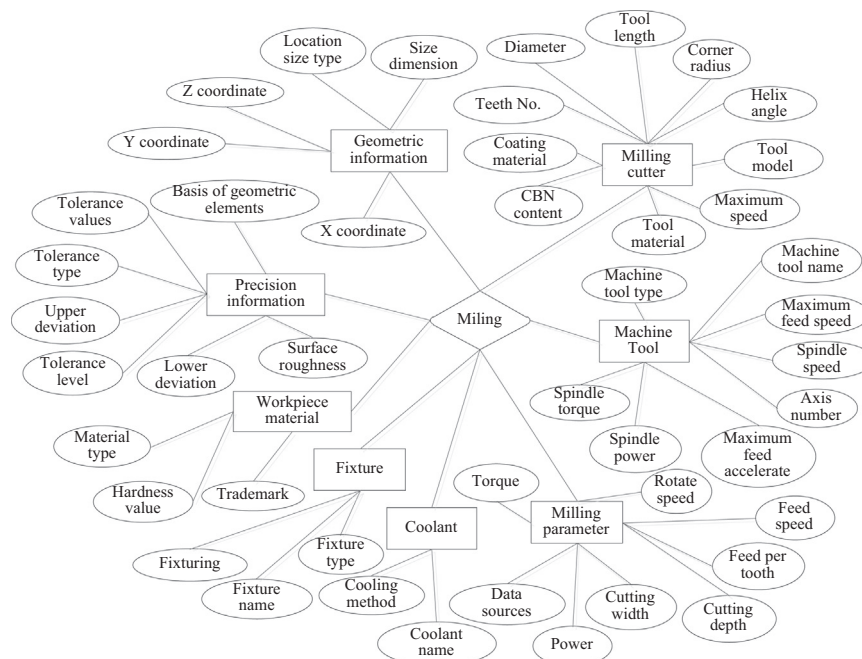 Location
size type
Size
dimension
Z coordinate
Y coordinate
Geometric
information
X coordinate
Diameter
Tool
length
Corner
radius
Teeth No.
Helix
angle
Coating
material
Milling
cutter
Tool
model
CBN
content
Maximum
speed
Tool
material
Tolerance
values
Basis of geometric
elements
Tolerance
type
Precision
information
Upper
deviation
Tolerance
level
Lower
deviation
Surface
roughness
Miling
Machine
tool type
Machine
tool name
Maximum
feed speed
Machine
Tool
Spindle
speed
Spindle
torque
Axis
number
Spindle
power
Maximum
feed
accelerate
Workpiece
material
Material
type
Hardness
value
Trademark
Fixture
Fixturing
Fixture
name
Fixture
type
Coolant
Cooling
method
Coolant
name
Torque
Rotate
speed
Milling
parameter
Feed
speed
Feed per
tooth
Data
sources
Cutting
width
Cutting
depth
Power